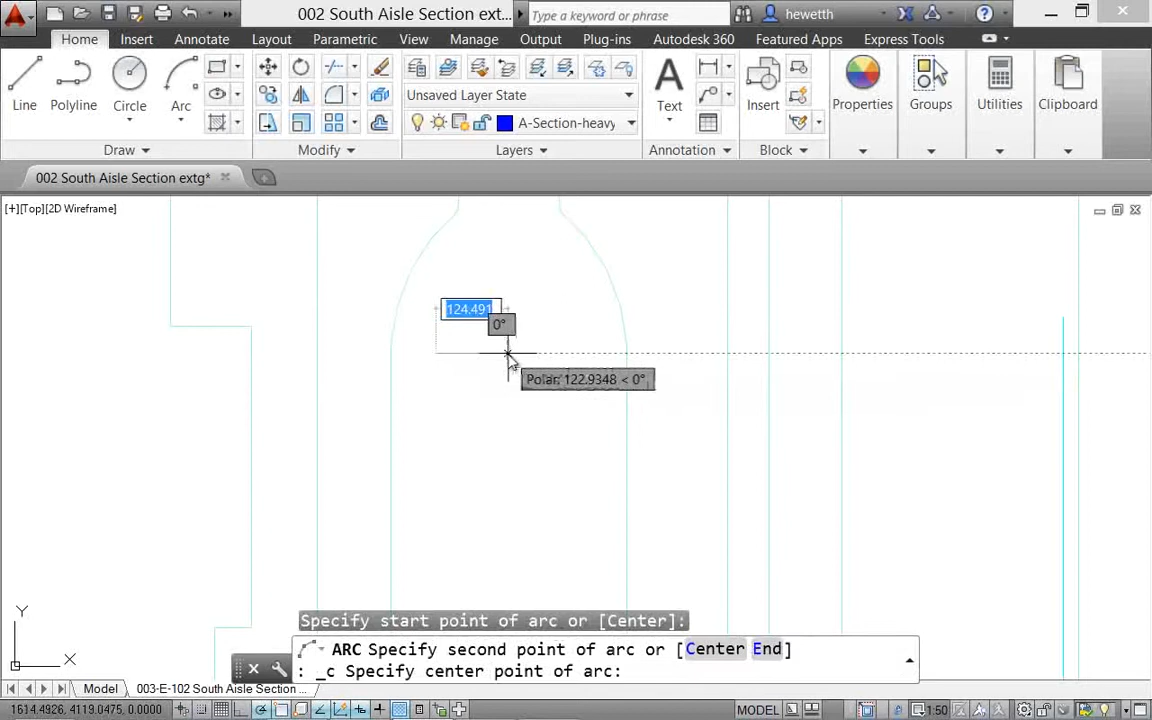 002 South Aisle Section ext...
Type a keyword or phrase
hewetth
Home Insert Annotate Layout Parametric View Manage Output Plug-ins Autodesk 360 Featured Apps Express Tools
Unsaved Layer State
Line Polyline Circle Arc Text Insert Properties Groups Utilities Clipboard
A-Section-heavy
Draw Modify Layers Annotation Block
002 South Aisle Section extg*
[+][Top][2D Wireframe]
124.491
0°
Polar: 122.9348 < 0°
Y
X
Specify start point of arc or [Center]:
ARC Specify second point of arc or [Center End]
: _c Specify center point of arc:
Model 003-E-102 South Aisle Section ...
1614.4926, 4119.0475, 0.0000
MODEL
1:50